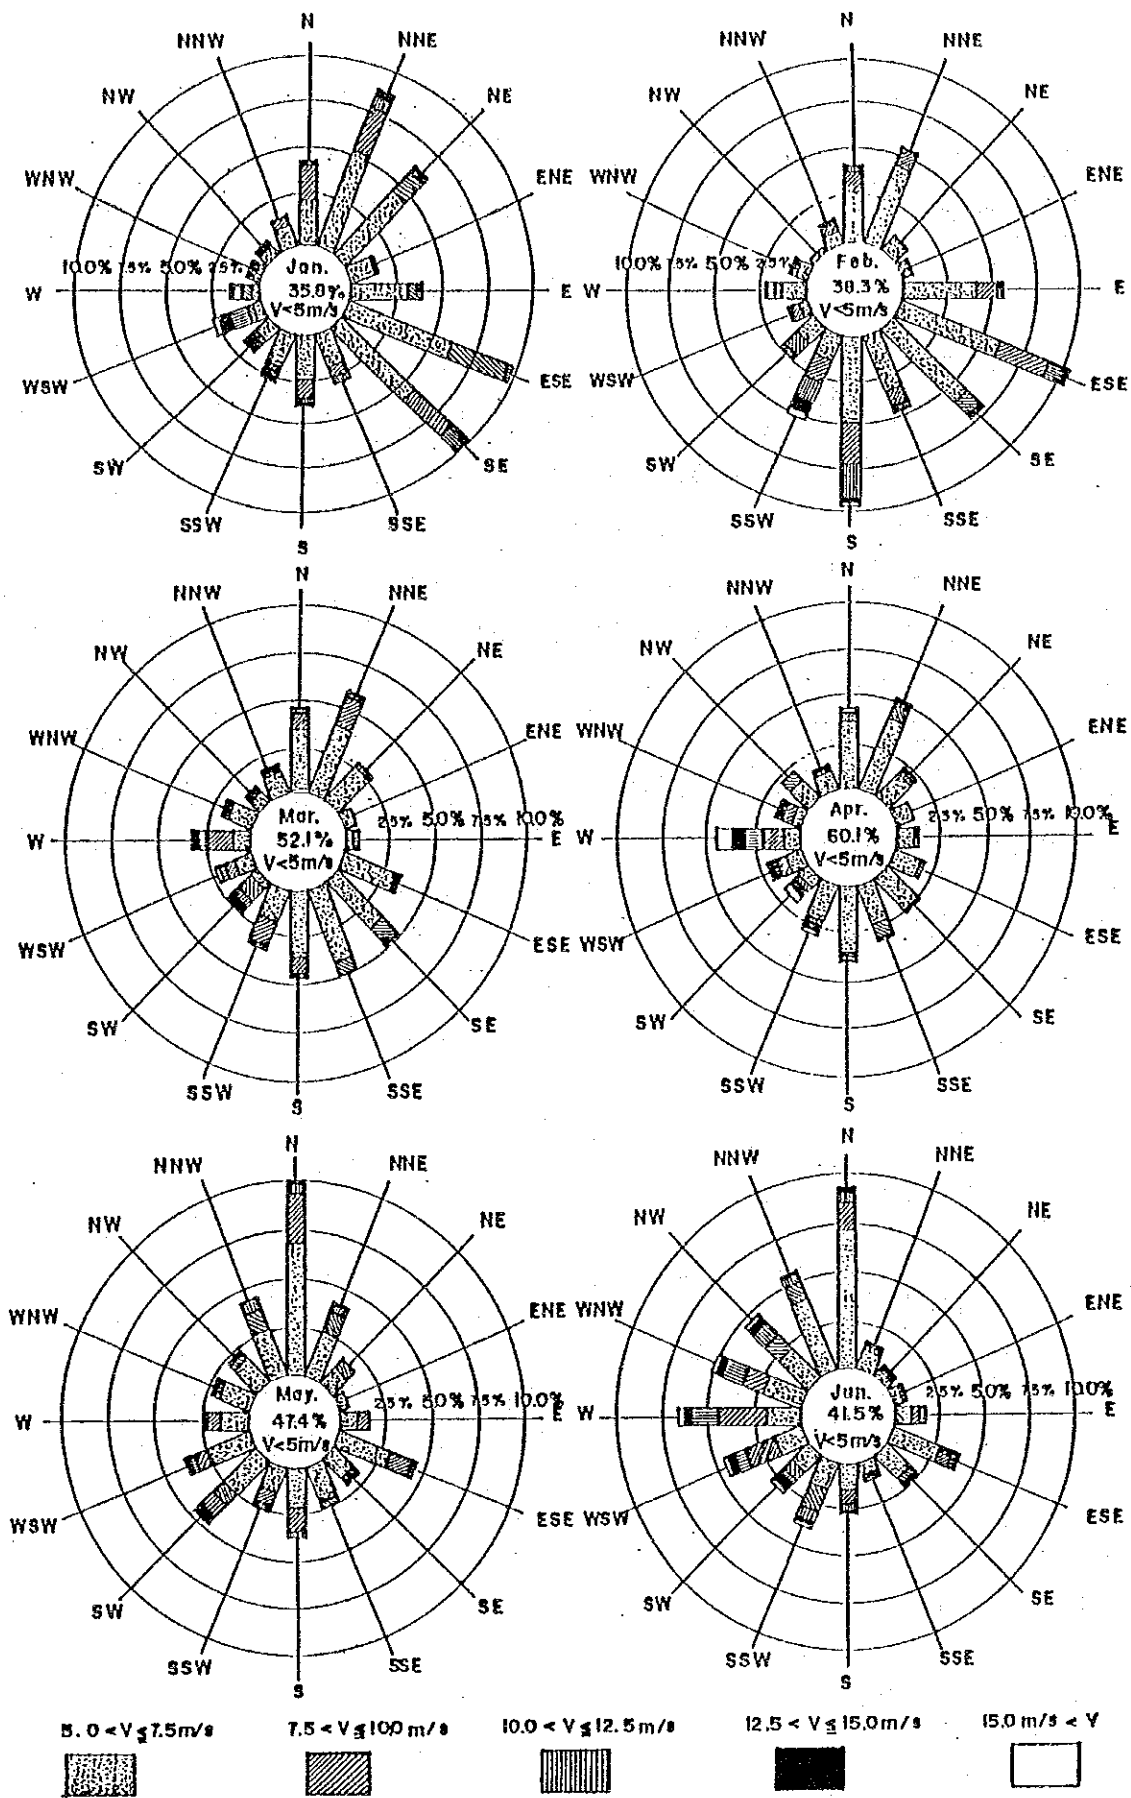 N N
NNW NNE NNW NNE
NW NE NW NE
WNW ENE WNW ENE
10.0% 7.5% 5.0% 2.5% Jan. 10.0% 7.5% 5.0% 2.5% Feb.
W 35.8% E W 38.3% E
V<5m/s V<5m/s
WSW ESE WSW ESE
SW SE SW SE
SSW SSE SSW SSE
S S
N N
NNW NNE NNW NNE
NW NE NW NE
WNW ENE WNW ENE
Mar. 2.5% 5.0% 7.5% 10.0% Apr. 2.5% 5.0% 7.5% 10.0%
W 52.1% E W 60.1% E
V<5m/s V<5m/s
WSW ESE WSW ESE
SW SE SW SE
SSW SSE SSW SSE
S S
N N
NNW NNE NNW NNE
NW NE NW NE
WNW ENE WNW ENE
May. 2.5% 5.0% 7.5% 10.0% Jun. 2.5% 5.0% 7.5% 10.0%
W 47.4% E W 41.5% E
V<5m/s V<5m/s
WSW ESE WSW ESE
SW SE SW SE
SSW SSE SSW SSE
S S
5.0 < V ≦ 7.5m/s 7.5 < V ≦ 10.0 m/s 10.0 < V ≦ 12.5 m/s 12.5 < V ≦ 15.0 m/s 15.0 m/s < V